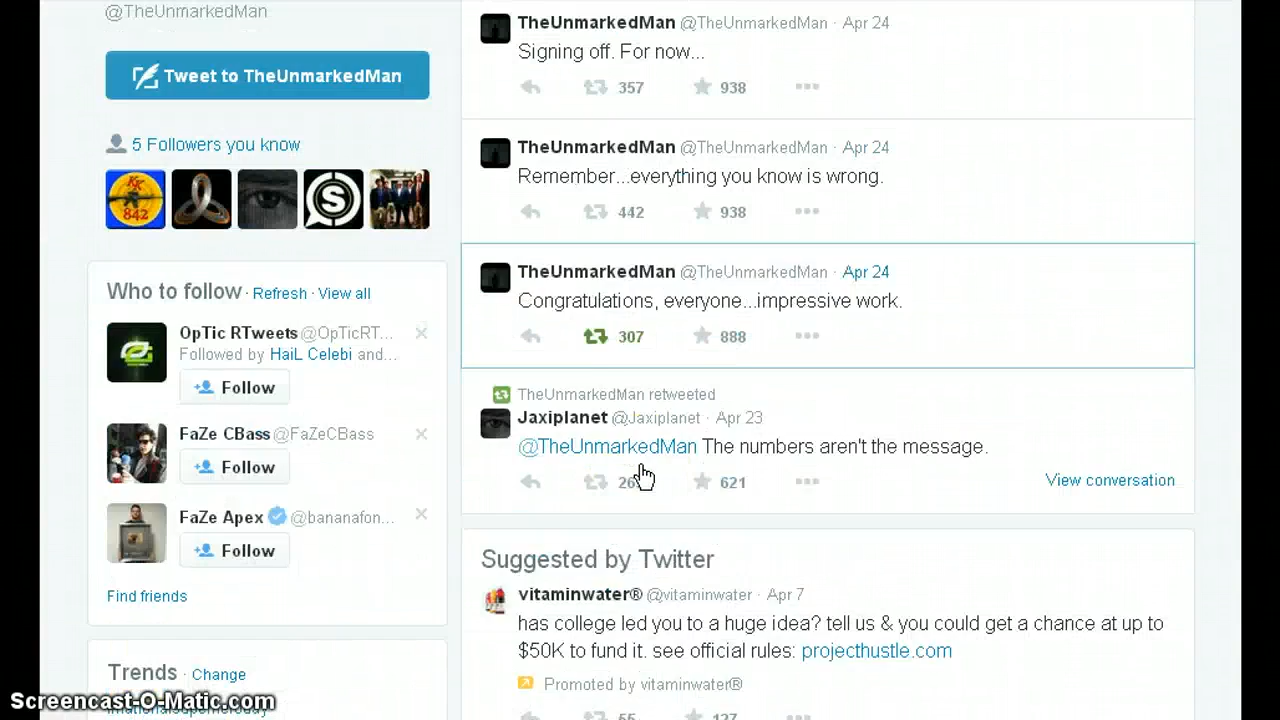 @TheUnmarkedMan
Tweet to TheUnmarkedMan
5 Followers you know
KK
842
S
Who to follow · Refresh · View all
OpTic RTweets @OpTicRT...
Followed by HaiL Celebi and...
Follow
FaZe CBass @FaZeCBass
Follow
FaZe Apex @bananafon...
Follow
Find friends
Trends · Change
TheUnmarkedMan @TheUnmarkedMan · Apr 24
Signing off. For now...
357 938
TheUnmarkedMan @TheUnmarkedMan · Apr 24
Remember...everything you know is wrong.
442 938
TheUnmarkedMan @TheUnmarkedMan · Apr 24
Congratulations, everyone...impressive work.
307 888
TheUnmarkedMan retweeted
Jaxiplanet @Jaxiplanet · Apr 23
@TheUnmarkedMan The numbers aren't the message.
621 View conversation
Suggested by Twitter
vitaminwater® @vitaminwater · Apr 7
has college led you to a huge idea? tell us & you could get a chance at up to
$50K to fund it. see official rules: projecthustle.com
Promoted by vitaminwater®
55 127
Screencast-O-Matic.com